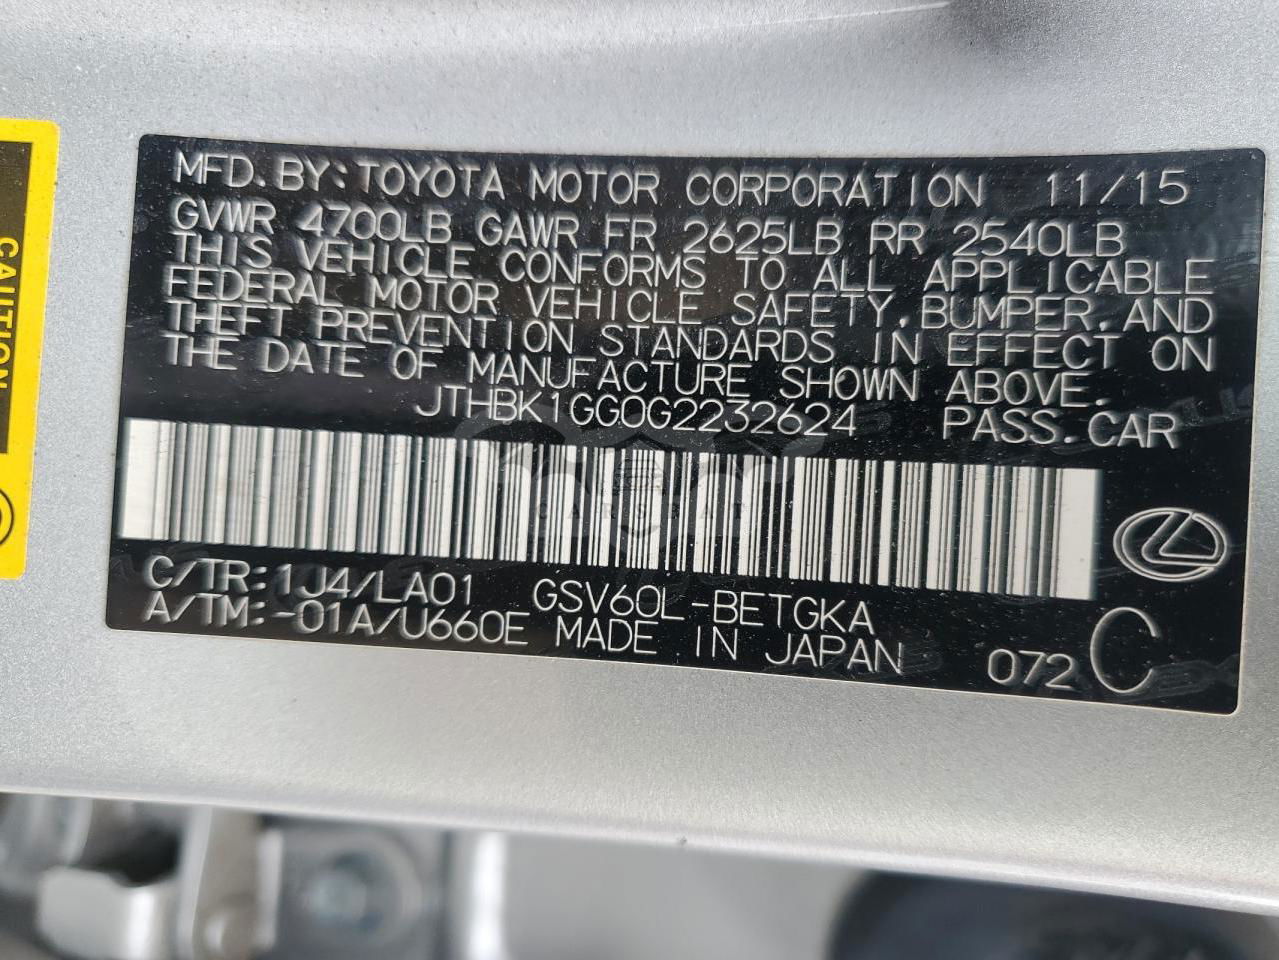 CAUTION
MFD. BY: TOYOTA MOTOR CORPORATION 11/15
GVWR 4700LB GAWR FR 2625LB RR 2540LB
THIS VEHICLE CONFORMS TO ALL APPLICABLE
FEDERAL MOTOR VEHICLE SAFETY, BUMPER, AND
THEFT PREVENTION STANDARDS IN EFFECT ON
THE DATE OF MANUFACTURE SHOWN ABOVE.
JTHBK1GG0G2232624 PASS. CAR
C/TR: 1J4/LA01 GSV60L-BETGKA
A/TM: -01A/U660E MADE IN JAPAN 072 C